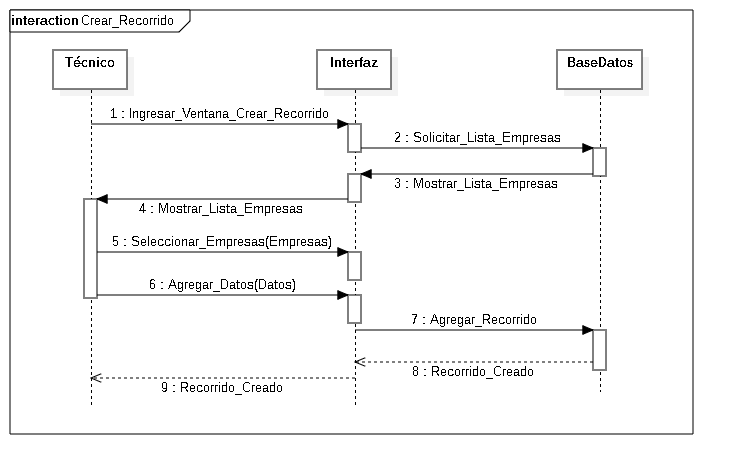 interaction Crear_Recorrido
Técnico
Interfaz
BaseDatos
1 : Ingresar_Ventana_Crear_Recorrido
2 : Solicitar_Lista_Empresas
3 : Mostrar_Lista_Empresas
4 : Mostrar_Lista_Empresas
5 : Seleccionar_Empresas(Empresas)
6 : Agregar_Datos(Datos)
7 : Agregar_Recorrido
8 : Recorrido_Creado
9 : Recorrido_Creado